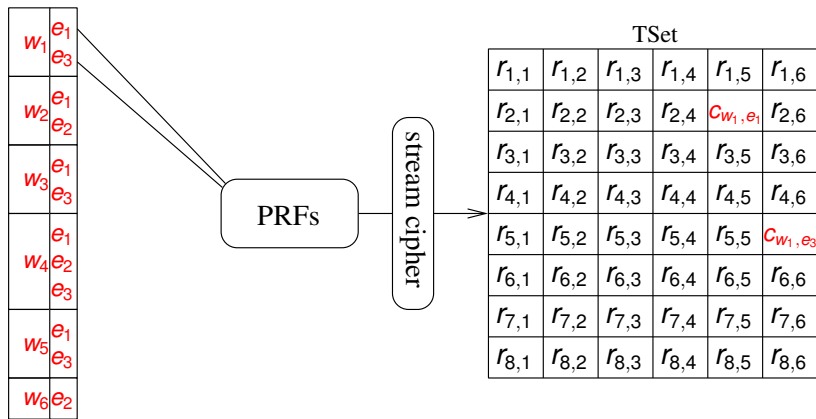 w₁ e₁
e₃
w₂ e₁
e₂
w₃ e₁
e₃
w₄ e₁
e₂
e₃
w₅ e₁
e₃
w₆ e₂
PRFs
stream cipher
TSet
r₁,₁ r₁,₂ r₁,₃ r₁,₄ r₁,₅ r₁,₆
r₂,₁ r₂,₂ r₂,₃ r₂,₄ c_{w₁,e₁} r₂,₆
r₃,₁ r₃,₂ r₃,₃ r₃,₄ r₃,₅ r₃,₆
r₄,₁ r₄,₂ r₄,₃ r₄,₄ r₄,₅ r₄,₆
r₅,₁ r₅,₂ r₅,₃ r₅,₄ r₅,₅ c_{w₁,e₃}
r₆,₁ r₆,₂ r₆,₃ r₆,₄ r₆,₅ r₆,₆
r₇,₁ r₇,₂ r₇,₃ r₇,₄ r₇,₅ r₇,₆
r₈,₁ r₈,₂ r₈,₃ r₈,₄ r₈,₅ r₈,₆